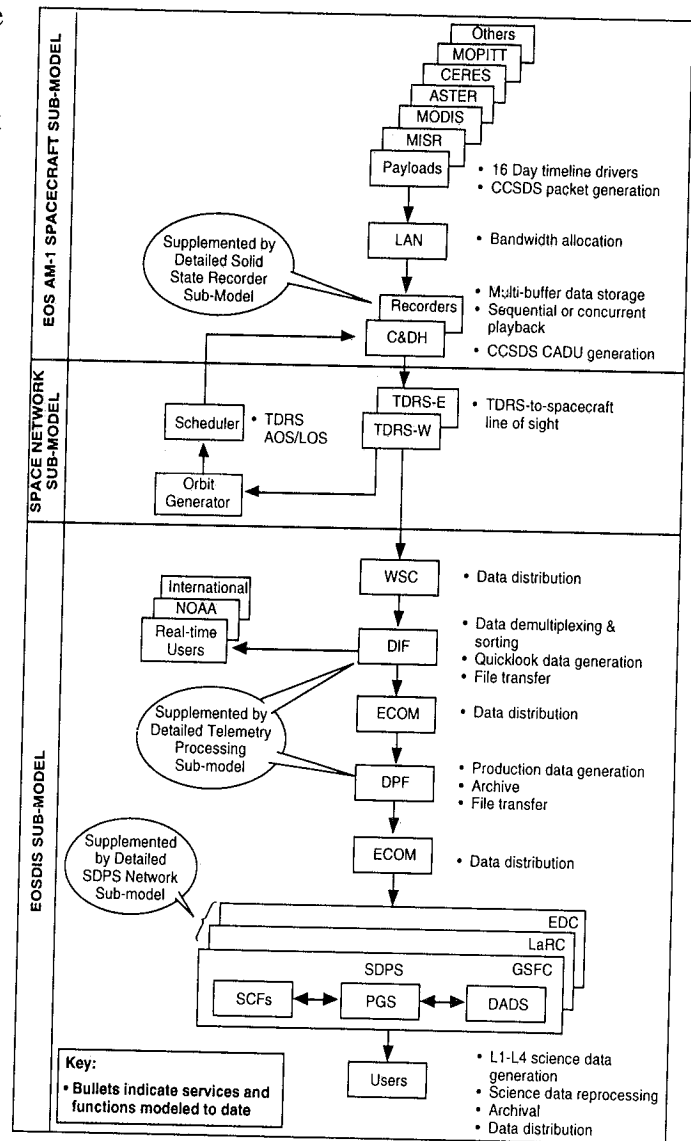 EOS AM-1 SPACECRAFT SUB-MODEL
Others
MOPITT
CERES
ASTER
MODIS
MISR
Payloads
• 16 Day timeline drivers
• CCSDS packet generation
LAN
• Bandwidth allocation
Supplemented by
Detailed Solid
State Recorder
Sub-Model
Recorders
C&DH
• Multi-buffer data storage
• Sequential or concurrent
playback
• CCSDS CADU generation
SPACE NETWORK
SUB-MODEL
Scheduler
• TDRS
AOS/LOS
Orbit
Generator
TDRS-E
TDRS-W
• TDRS-to-spacecraft
line of sight
EOSDIS SUB-MODEL
WSC
• Data distribution
International
NOAA
Real-time
Users
DIF
• Data demultiplexing &
sorting
• Quicklook data generation
• File transfer
Supplemented by
Detailed Telemetry
Processing
Sub-model
ECOM
• Data distribution
DPF
• Production data generation
• Archive
• File transfer
Supplemented
by Detailed
SDPS Network
Sub-model
ECOM
• Data distribution
EDC
LaRC
SDPS GSFC
SCFs PGS DADS
Users
• L1-L4 science data
generation
• Science data reprocessing
• Archival
• Data distribution
Key:
• Bullets indicate services and
functions modeled to date